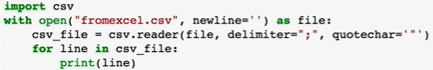 import csv
with open("fromexcel.csv", newline='') as file:
    csv_file = csv.reader(file, delimiter=";", quotechar='"')
    for line in csv_file:
        print(line)